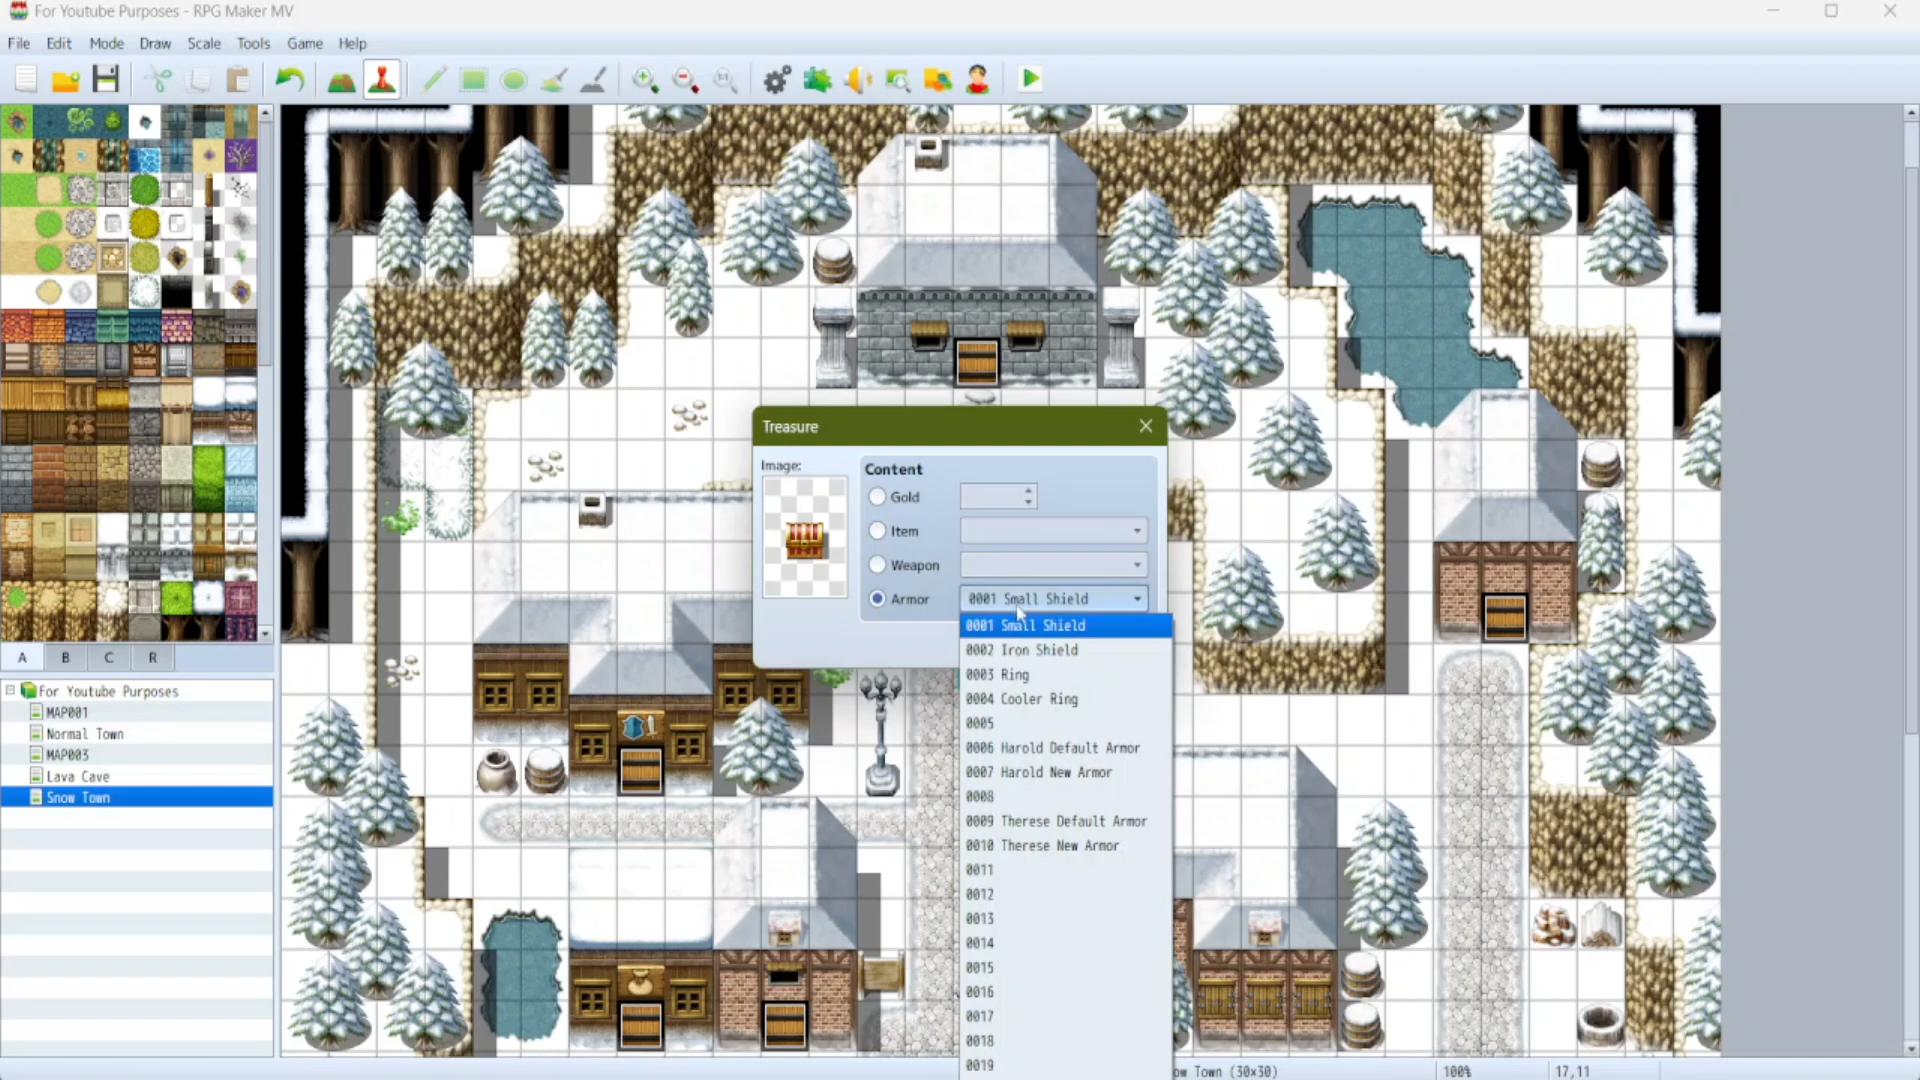 For Youtube Purposes - RPG Maker MV
File Edit Mode Draw Scale Tools Game Help
1:1
Treasure
Image:
Content
Gold
Item
Weapon
Armor
0001 Small Shield
0001 Small Shield
0002 Iron Shield
0003 Ring
0004 Cooler Ring
0005
0006 Harold Default Armor
0007 Harold New Armor
0008
0009 Therese Default Armor
0010 Therese New Armor
0011
0012
0013
0014
0015
0016
0017
0018
0019
A B C R
For Youtube Purposes
MAP001
Normal Town
MAP003
Lava Cave
Snow Town
ow Town (30x30) 100% 17,11